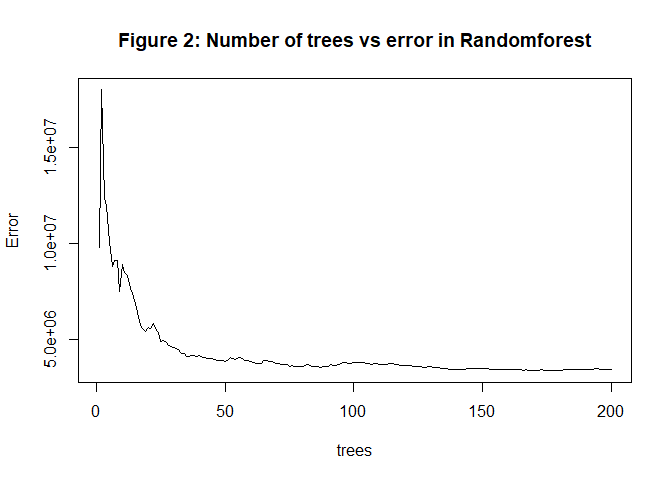 Figure 2: Number of trees vs error in Randomforest
Error
1.5e+07
1.0e+07
5.0e+06
0 50 100 150 200
trees